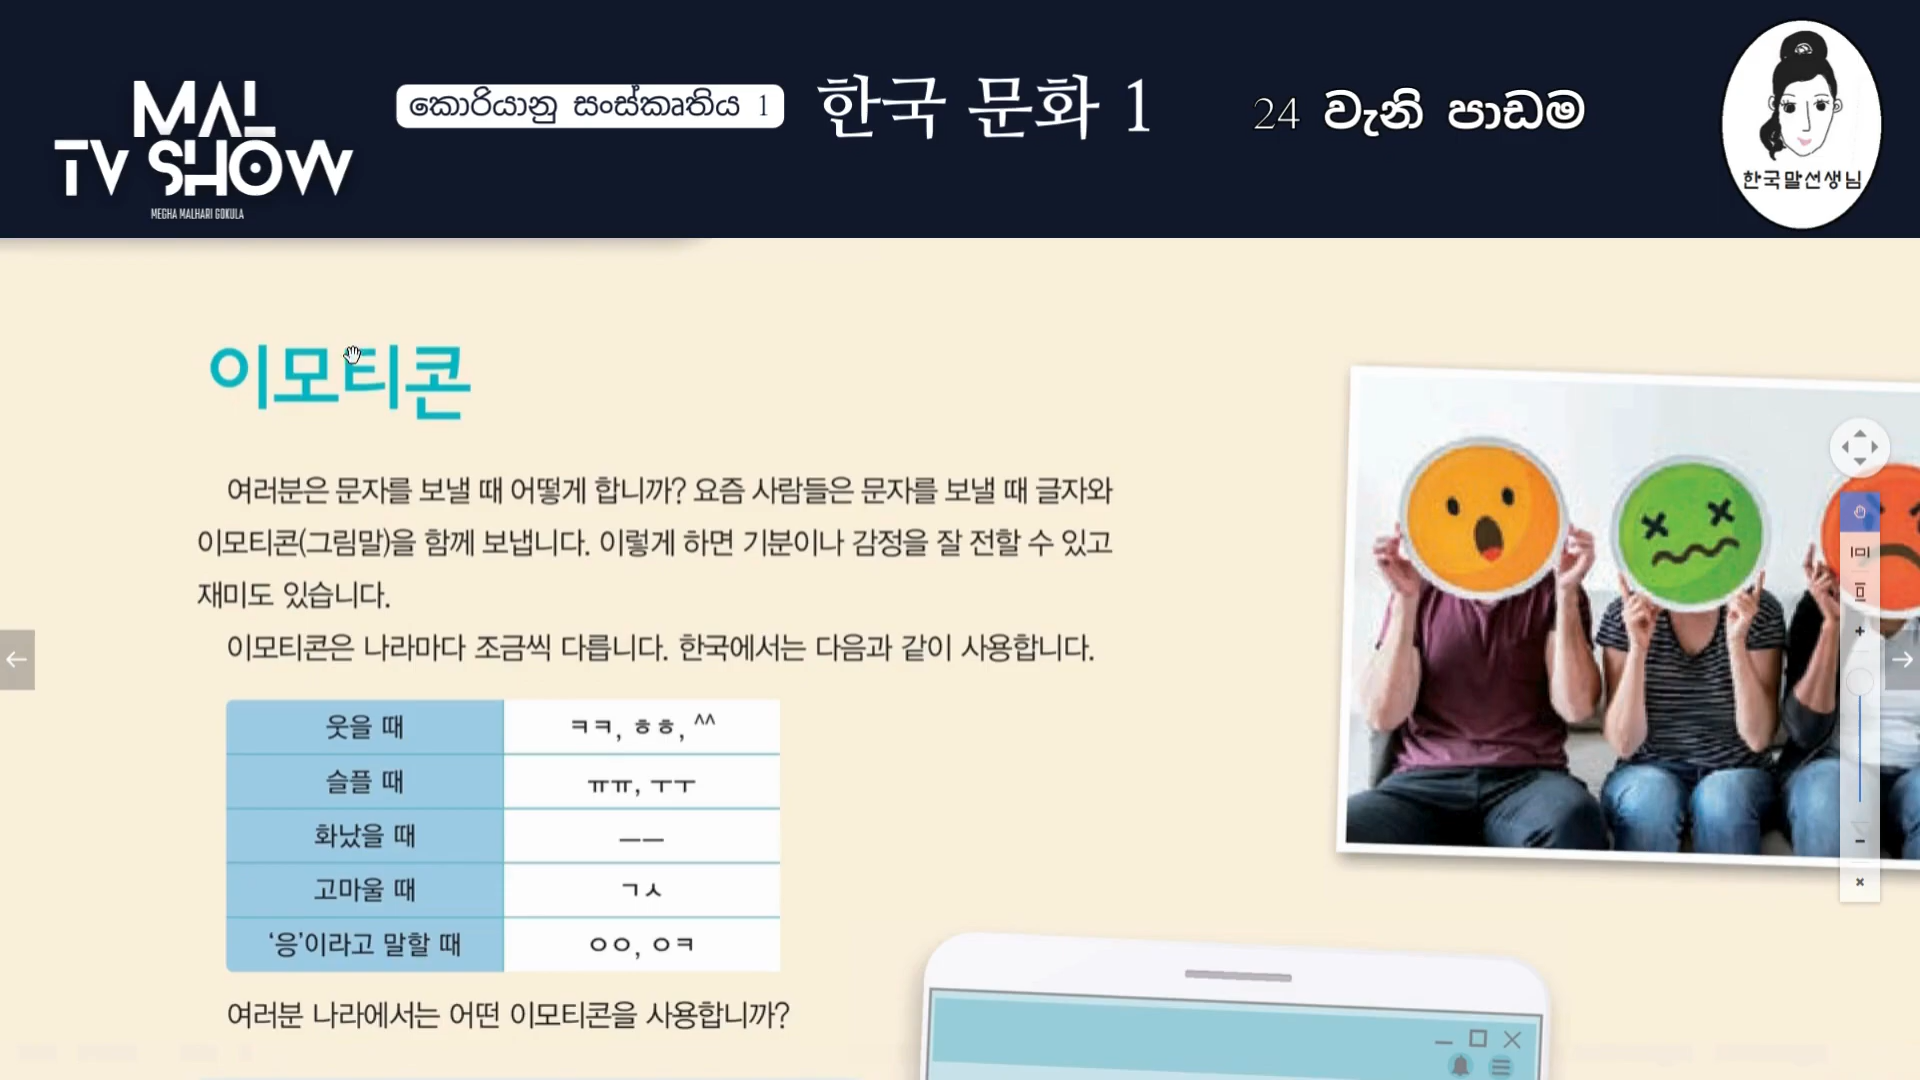 MAL
TV SHOW
MEGHA MALHARI GOKULA
කොරියානු සංස්කෘතිය 1
한국 문화 1
24 වැනි පාඩම
한국말선생님
이모티콘
여러분은 문자를 보낼 때 어떻게 합니까? 요즘 사람들은 문자를 보낼 때 글자와
이모티콘(그림말)을 함께 보냅니다. 이렇게 하면 기분이나 감정을 잘 전할 수 있고
재미도 있습니다.
이모티콘은 나라마다 조금씩 다릅니다. 한국에서는 다음과 같이 사용합니다.
웃을 때 ㅋㅋ, ㅎㅎ, ^^
슬플 때 ㅠㅠ, ㅜㅜ
화났을 때 ㅡㅡ
고마울 때 ㄱㅅ
‘응’이라고 말할 때 ㅇㅇ, ㅇㅋ
여러분 나라에서는 어떤 이모티콘을 사용합니까?